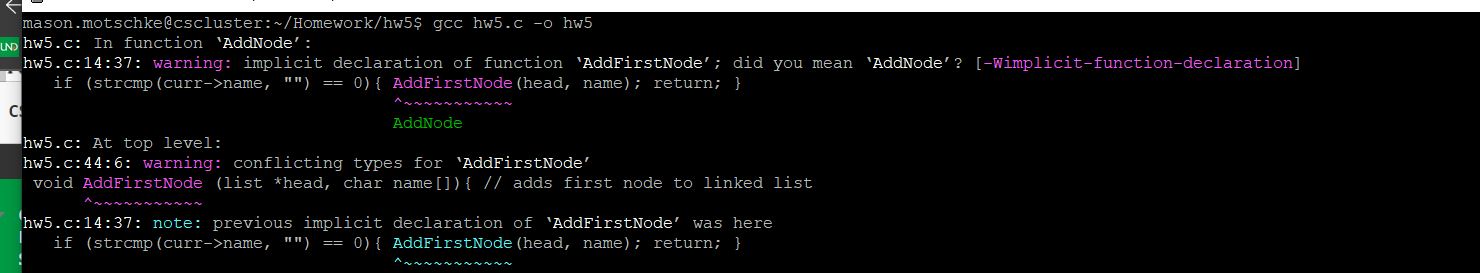 mason.motschke@cscluster:~/Homework/hw5$ gcc hw5.c -o hw5
hw5.c: In function ‘AddNode’:
hw5.c:14:37: warning: implicit declaration of function ‘AddFirstNode’; did you mean ‘AddNode’? [-Wimplicit-function-declaration]
   if (strcmp(curr->name, "") == 0){ AddFirstNode(head, name); return; }
                                     ^~~~~~~~~~~~
                                     AddNode
hw5.c: At top level:
hw5.c:44:6: warning: conflicting types for ‘AddFirstNode’
 void AddFirstNode (list *head, char name[]){ // adds first node to linked list
      ^~~~~~~~~~~~
hw5.c:14:37: note: previous implicit declaration of ‘AddFirstNode’ was here
   if (strcmp(curr->name, "") == 0){ AddFirstNode(head, name); return; }
                                     ^~~~~~~~~~~~
UND